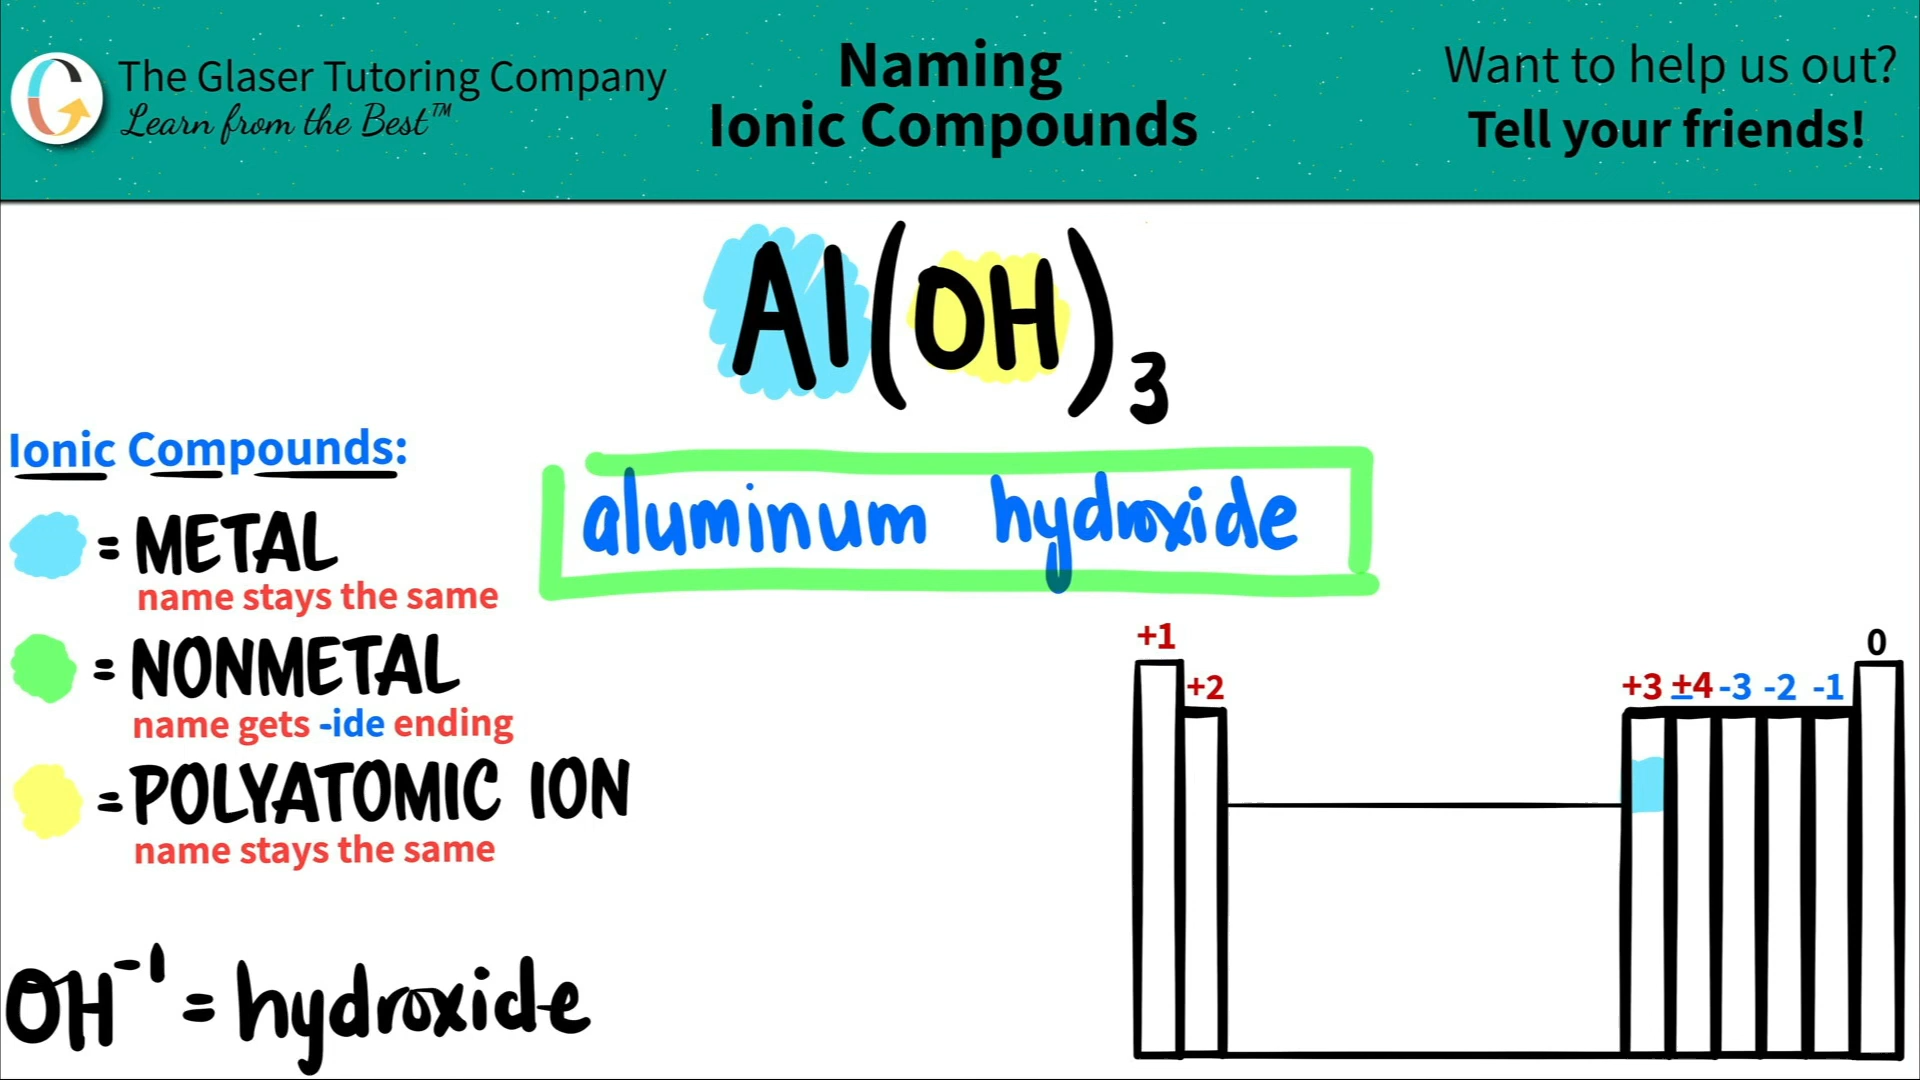 The Glaser Tutoring Company
Learn from the Best™
Naming
Ionic Compounds
Want to help us out?
Tell your friends!
Al(OH)₃
aluminum hydroxide
Ionic Compounds:
= METAL
name stays the same
= NONMETAL
name gets -ide ending
= POLYATOMIC ION
name stays the same
OH⁻¹ = hydroxide
+1
+2
+3 ±4 -3 -2 -1
0